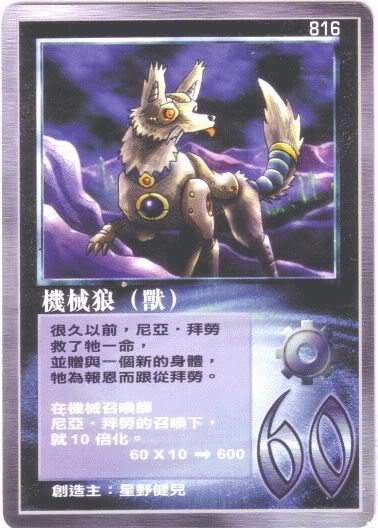 816
機械狼（獸）
很久以前，尼亞．拜勞
救了牠一命，
並贈與一個新的身體，
牠為報恩而跟從拜勞。
在機械召喚師
尼亞．拜勞的召喚下，
就10倍化。
60 X 10 → 600
60
創造主：星野健兒